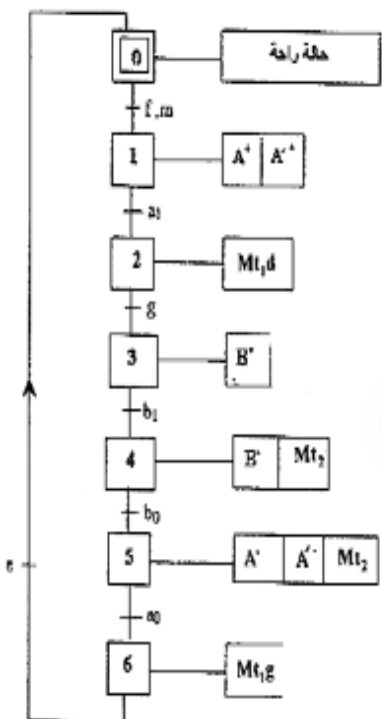 0 حالة راحة
f,m
1 A⁺ A'⁺
a₁
2 Mt₁d
g
3 B⁺
b₁
4 B⁻ Mt₂
b₀
5 A⁻ A'⁻ Mt₂
e
a₀
6 Mt₁g